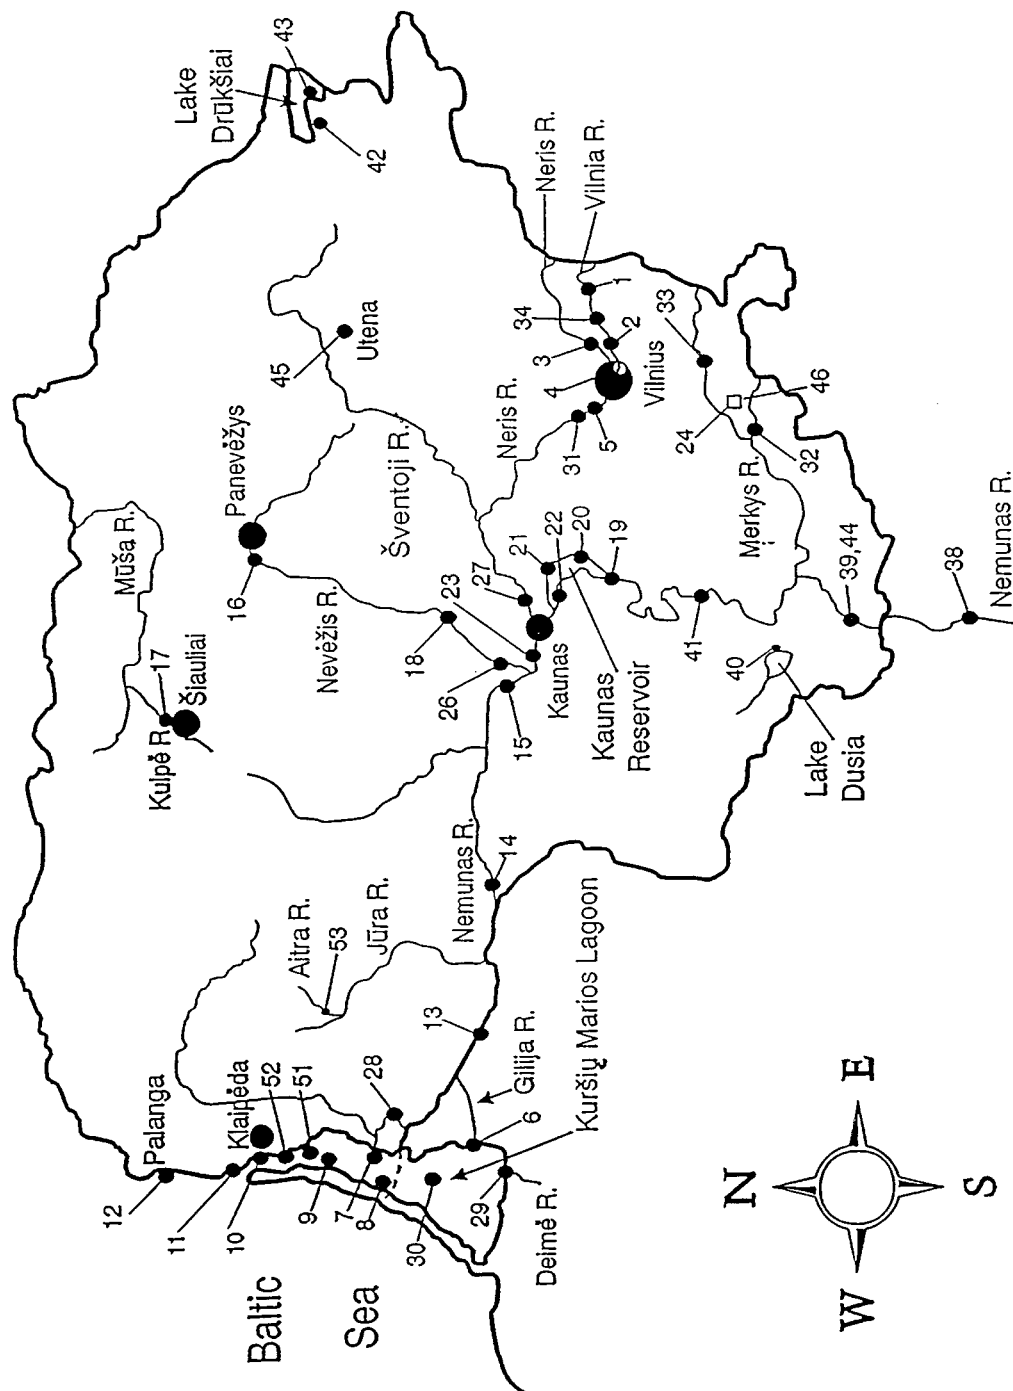 Lake
Drūkšiai
43
42
Neris R.
Vilnia R.
1
34
2
3
4
Vilnius
5
31
Neris R.
33
24
46
32
Merkys R.
45
Utena
Panevėžys
16
Šventoji R.
Nevėžis R.
Mūša R.
17
Šiauliai
Kulpė R.
18
23
27
21
22
20
19
26
15
Kaunas
Kaunas
Reservoir
41
39,44
38
Nemunas R.
40
Lake
Dusia
14
Nemunas R.
Aitra R.
53
Jūra R.
13
Gilija R.
Kuršių Marios Lagoon
6
28
Palanga
12
Klaipėda
11
10
52
51
9
7
8
30
29
Deimė R.
Baltic
Sea
N
E
S
W